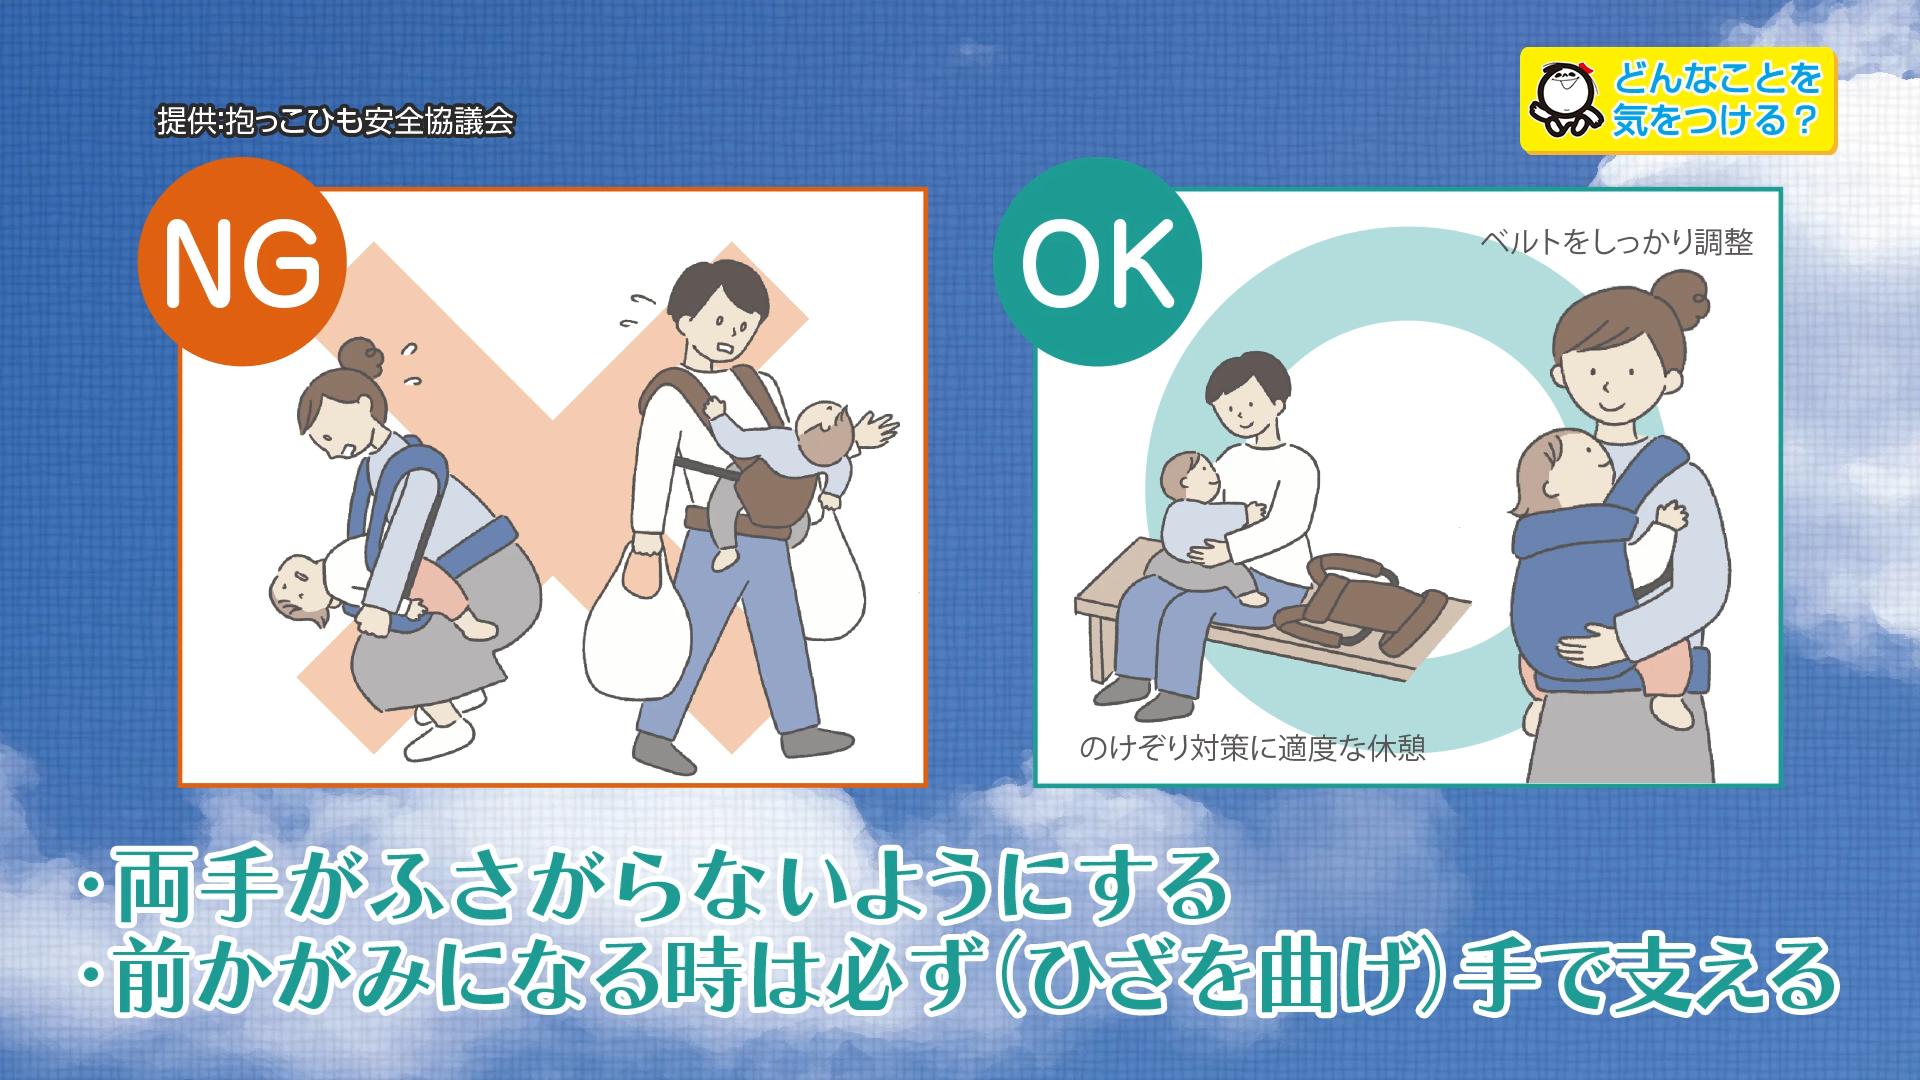 提供:抱っこひも安全協議会
どんなことを
気をつける？
NG
OK
ベルトをしっかり調整
のけぞり対策に適度な休憩
・両手がふさがらないようにする
・前かがみになる時は必ず（ひざを曲げ）手で支える